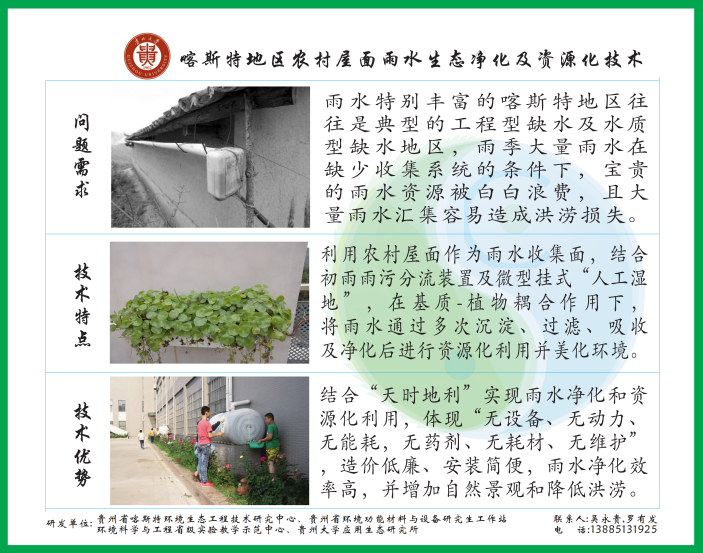 喀斯特地区农村屋面雨水生态净化及资源化技术
问题需求
雨水特别丰富的喀斯特地区往
往是典型的工程型缺水及水质
型缺水地区，雨季大量雨水在
缺少收集系统的条件下，宝贵
的雨水资源被白白浪费，且大
量雨水汇集容易造成洪涝损失。
技术特点
利用农村屋面作为雨水收集面，结合
初雨雨污分流装置及微型挂式“人工湿
地”，在基质-植物耦合作用下，
将雨水通过多次沉淀、过滤、吸收
及净化后进行资源化利用并美化环境。
技术优势
结合“天时地利”实现雨水净化和资
源化利用，体现“无设备、无动力、
无能耗，无药剂、无耗材、无维护”
，造价低廉、安装简便，雨水净化效
率高，并增加自然景观和降低洪涝。
研发单位：贵州省喀斯特环境生态工程技术研究中心、贵州省环境功能材料与设备研究生工作站
环境科学与工程省级实验教学示范中心、贵州大学应用生态研究所
联系人：吴永贵，罗有发
电 话：13885131925